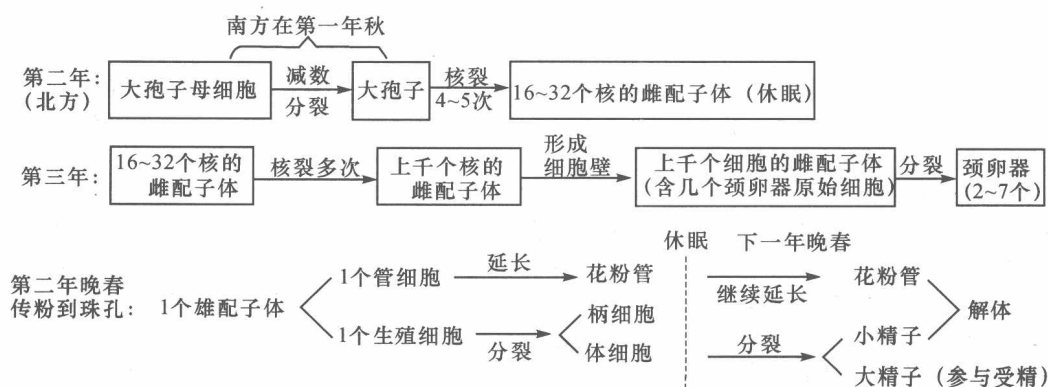 南方在第一年秋
第二年：
(北方)
大孢子母细胞
减数
分裂
大孢子
核裂
4~5次
16~32个核的雌配子体（休眠）
第三年：
16~32个核的
雌配子体
核裂多次
上千个核的
雌配子体
形成
细胞壁
上千个细胞的雌配子体
(含几个颈卵器原始细胞)
分裂
颈卵器
(2~7个)
休眠
下一年晚春
第二年晚春
传粉到珠孔：
1个雄配子体
1个管细胞
延长
花粉管
继续延长
花粉管
解体
1个生殖细胞
分裂
柄细胞
体细胞
分裂
小精子
大精子（参与受精）